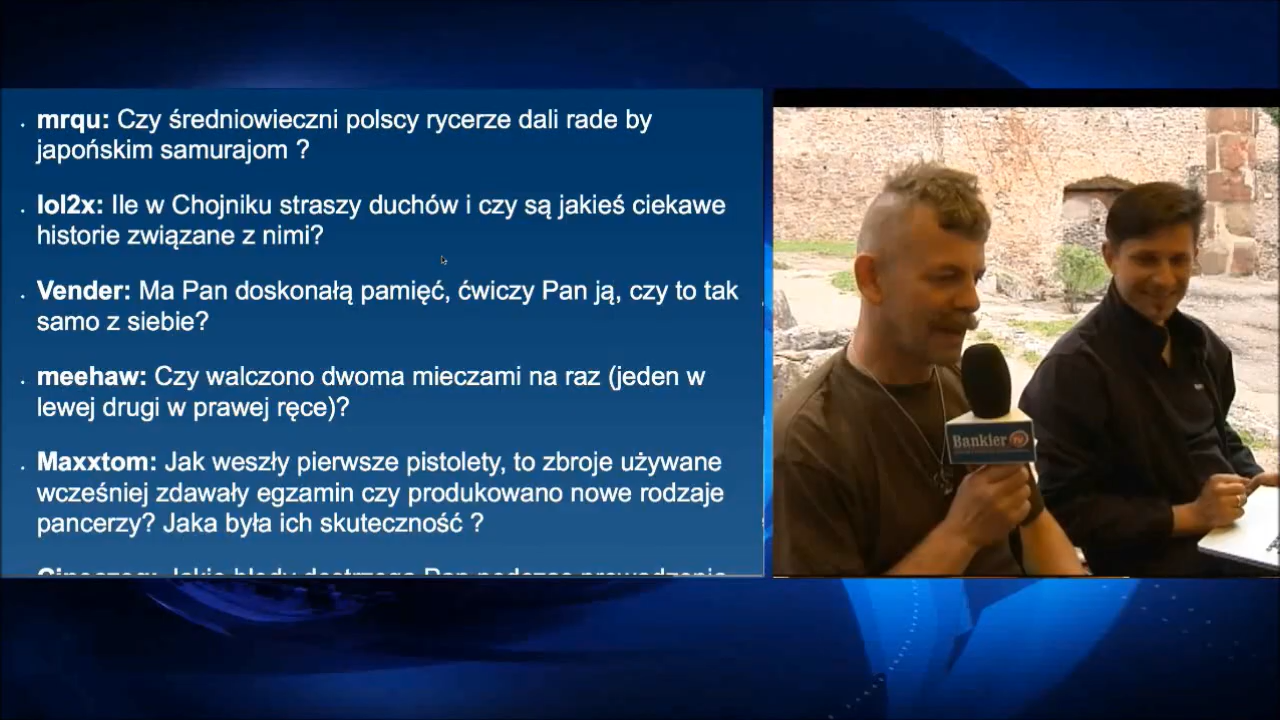 mrqu: Czy średniowieczni polscy rycerze dali rade by
japońskim samurajom ?
lol2x: Ile w Chojniku straszy duchów i czy są jakieś ciekawe
historie związane z nimi?
Vender: Ma Pan doskonałą pamięć, ćwiczy Pan ją, czy to tak
samo z siebie?
meehaw: Czy walczono dwoma mieczami na raz (jeden w
lewej drugi w prawej ręce)?
Maxxtom: Jak weszły pierwsze pistolety, to zbroje używane
wcześniej zdawały egzamin czy produkowano nowe rodzaje
pancerzy? Jaka była ich skuteczność ?
Bankier TV